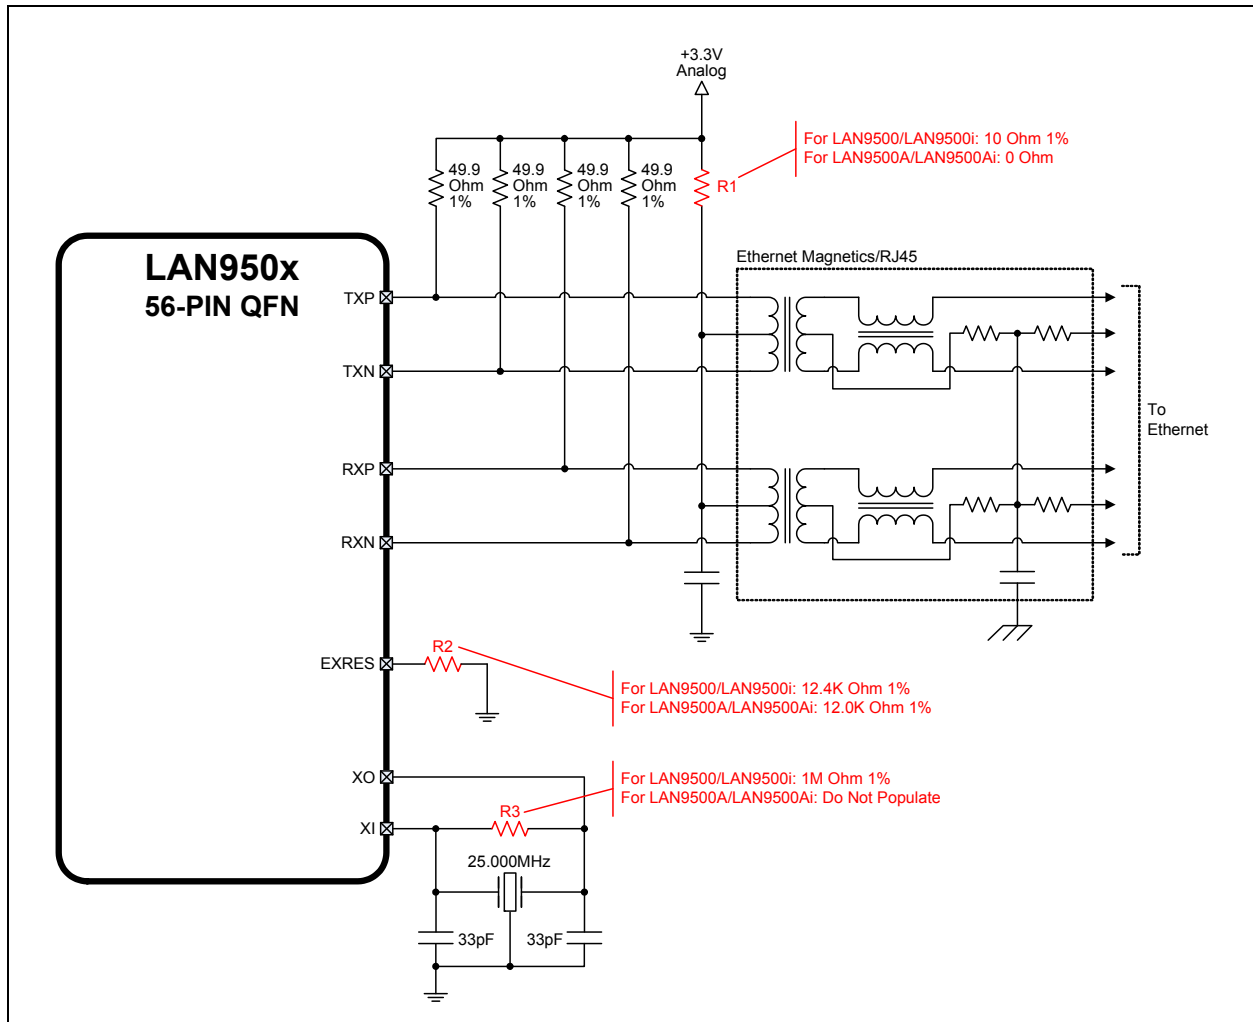 +3.3V
Analog
For LAN9500/LAN9500i: 10 Ohm 1%
For LAN9500A/LAN9500Ai: 0 Ohm
49.9
Ohm
1%
49.9
Ohm
1%
49.9
Ohm
1%
49.9
Ohm
1%
R1
LAN950x
56-PIN QFN
Ethernet Magnetics/RJ45
TXP
TXN
RXP
RXN
To
Ethernet
EXRES
R2
For LAN9500/LAN9500i: 12.4K Ohm 1%
For LAN9500A/LAN9500Ai: 12.0K Ohm 1%
XO
XI
R3
For LAN9500/LAN9500i: 1M Ohm 1%
For LAN9500A/LAN9500Ai: Do Not Populate
25.000MHz
33pF
33pF